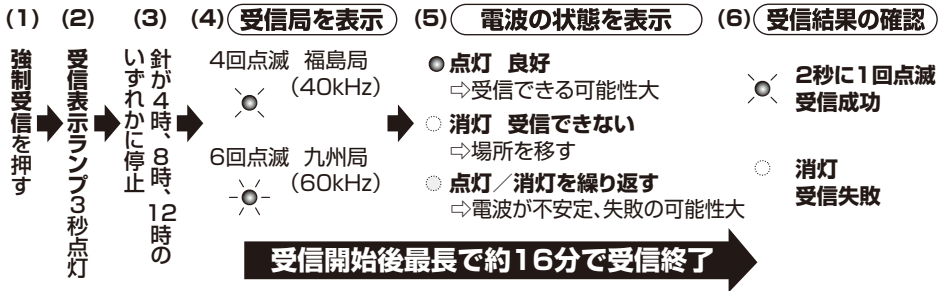 (1)
強制受信を押す
(2)
受信表示ランプ3秒点灯
(3)
針が4時、8時、12時の
いずれかに停止
(4) 受信局を表示
4回点滅 福島局
(40kHz)
6回点滅 九州局
(60kHz)
(5) 電波の状態を表示
点灯 良好
⇨受信できる可能性大
消灯 受信できない
⇨場所を移す
点灯／消灯を繰り返す
⇨電波が不安定、失敗の可能性大
(6) 受信結果の確認
2秒に1回点滅
受信成功
消灯
受信失敗
受信開始後最長で約16分で受信終了